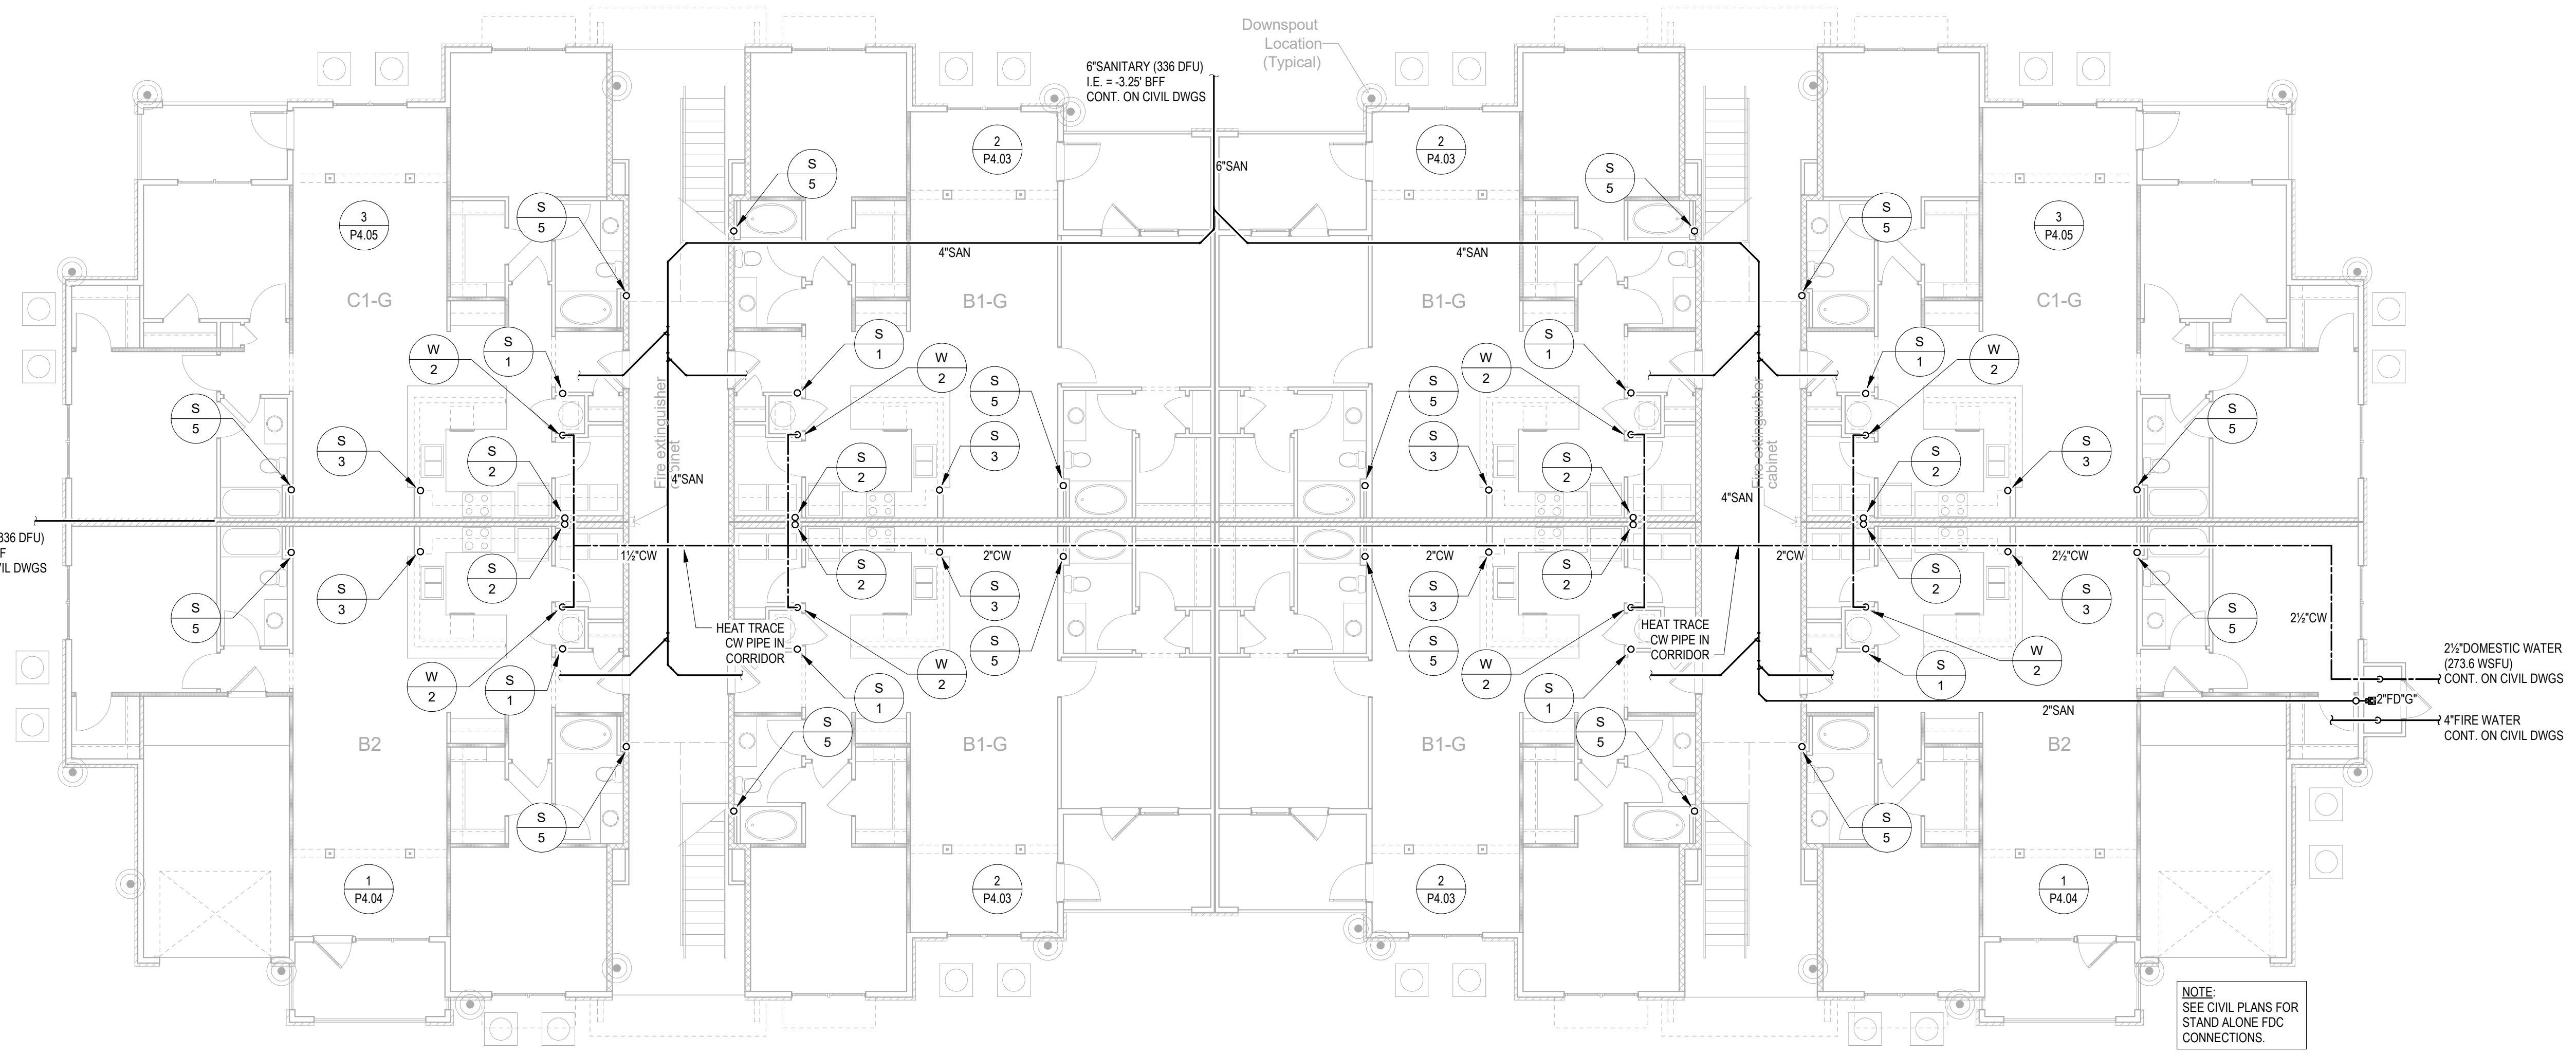 Downspout
Location
(Typical)
6"SANITARY (336 DFU)
I.E. = -3.25' BFF
CONT. ON CIVIL DWGS
6"SAN
2
P4.03
2
P4.03
S
5
S
5
S
5
S
5
3
P4.05
3
P4.05
4"SAN
4"SAN
C1-G
B1-G
B1-G
C1-G
W
2
S
1
S
1
W
2
W
2
S
1
S
1
W
2
S
5
S
3
S
2
S
2
S
5
S
3
S
5
S
3
S
2
S
2
S
3
S
5
Fire extinguisher
cabinet
4"SAN
Fire extinguisher
cabinet
4"SAN
336 DFU)
F
VIL DWGS
1½"CW
2"CW
2"CW
2"CW
2½"CW
2½"CW
S
5
S
3
S
2
S
2
S
3
S
5
S
3
S
5
S
2
S
2
S
3
S
5
HEAT TRACE
CW PIPE IN
CORRIDOR
HEAT TRACE
CW PIPE IN
CORRIDOR
W
2
S
1
S
1
W
2
W
2
S
1
S
1
W
2
2½"DOMESTIC WATER
(273.6 WSFU)
CONT. ON CIVIL DWGS
2"FD"G"
2"SAN
4"FIRE WATER
CONT. ON CIVIL DWGS
B2
B1-G
B1-G
B2
S
5
S
5
S
5
S
5
1
P4.04
2
P4.03
2
P4.03
1
P4.04
NOTE:
SEE CIVIL PLANS FOR
STAND ALONE FDC
CONNECTIONS.